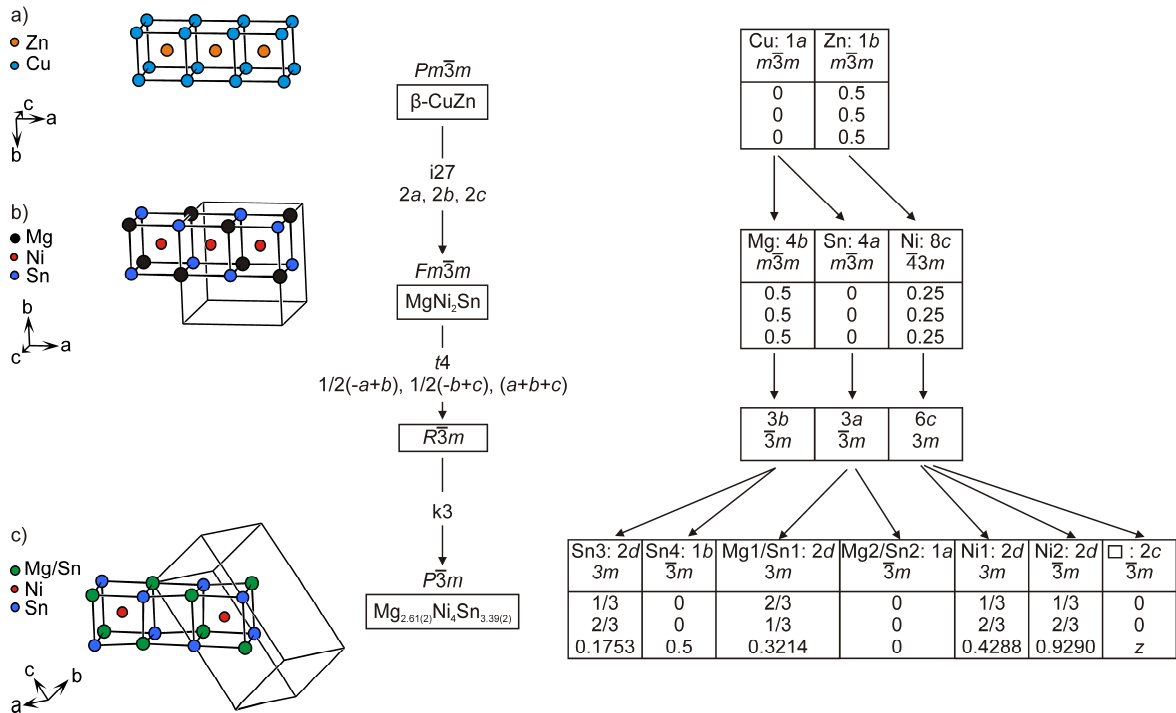 a)
Zn
Cu
c
a
b
b)
Mg
Ni
Sn
b
c
a
c)
Mg/Sn
Ni
Sn
c
b
a
Pm3̅m
β-CuZn
i27
2a, 2b, 2c
Fm3̅m
MgNi₂Sn
t4
1/2(-a+b), 1/2(-b+c), (a+b+c)
R3̅m
k3
P3̅m
Mg₂.₆₁₍₂₎Ni₄Sn₃.₃₉₍₂₎
Cu: 1a Zn: 1b
m3̅m m3̅m
0 0.5
0 0.5
0 0.5
Mg: 4b Sn: 4a Ni: 8c
m3̅m m3̅m 4̅3m
0.5 0 0.25
0.5 0 0.25
0.5 0 0.25
3b 3a 6c
3̅m 3̅m 3m
Sn3: 2d Sn4: 1b Mg1/Sn1: 2d Mg2/Sn2: 1a Ni1: 2d Ni2: 2d □ : 2c
3m 3̅m 3m 3̅m 3m 3̅m 3̅m
1/3 0 2/3 0 1/3 1/3 0
2/3 0 1/3 0 2/3 2/3 0
0.1753 0.5 0.3214 0 0.4288 0.9290 z